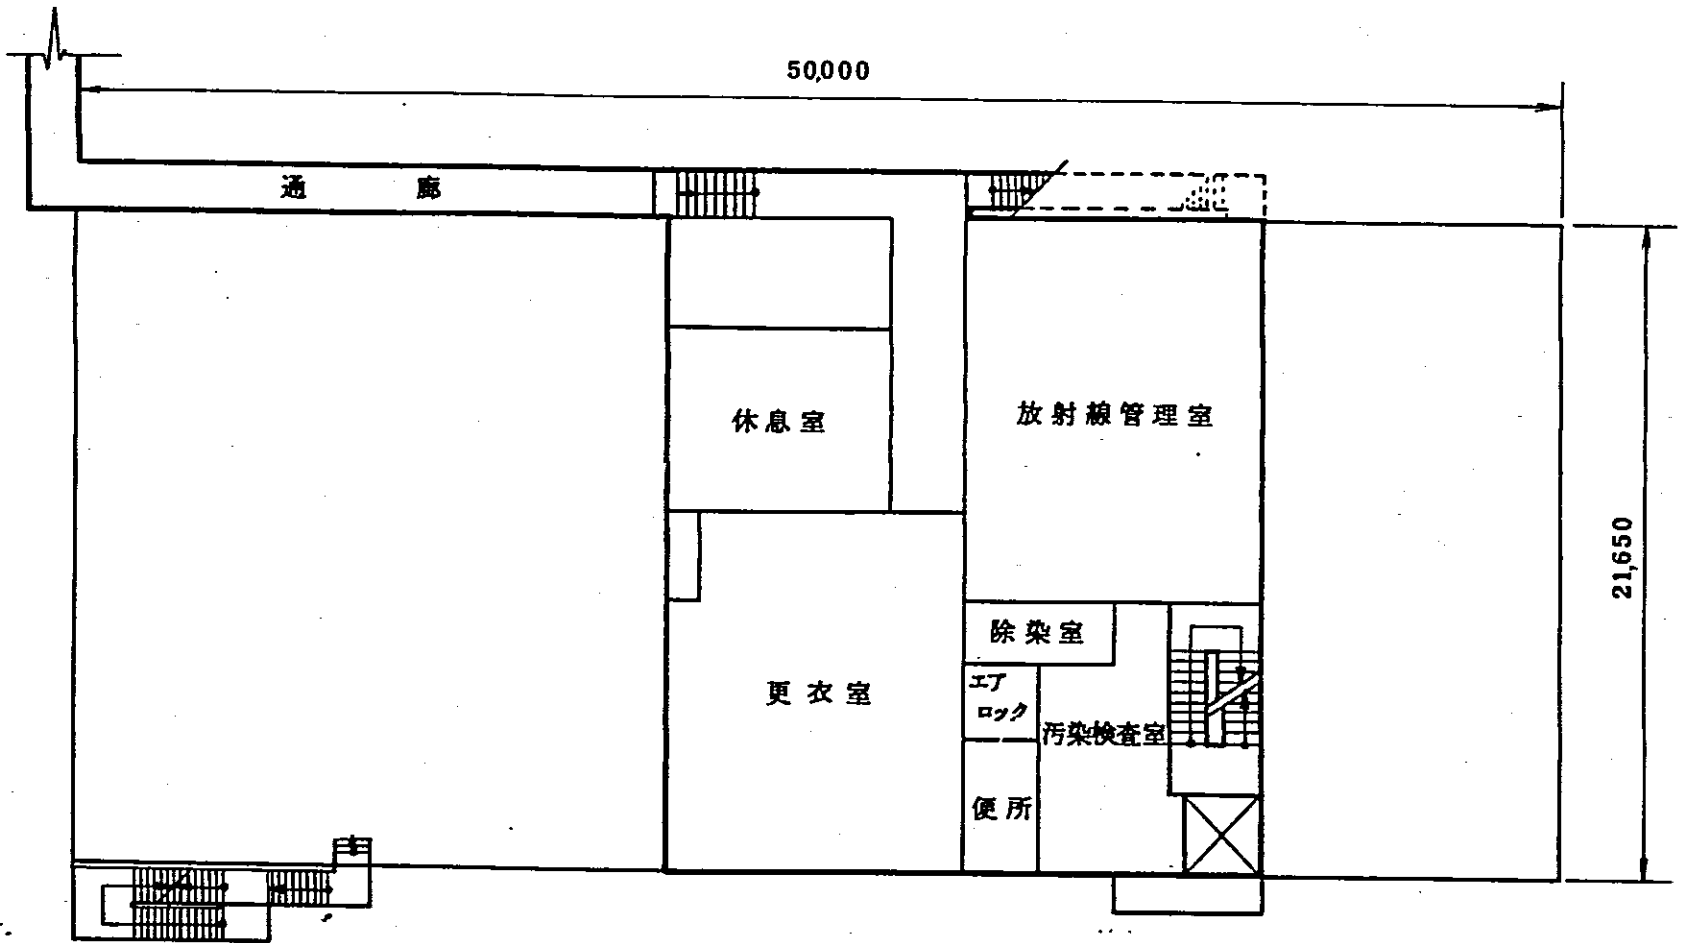 50,000
通廊
休息室
放射線管理室
21,650
除染室
エア
ロック
更衣室
汚染検査室
便所